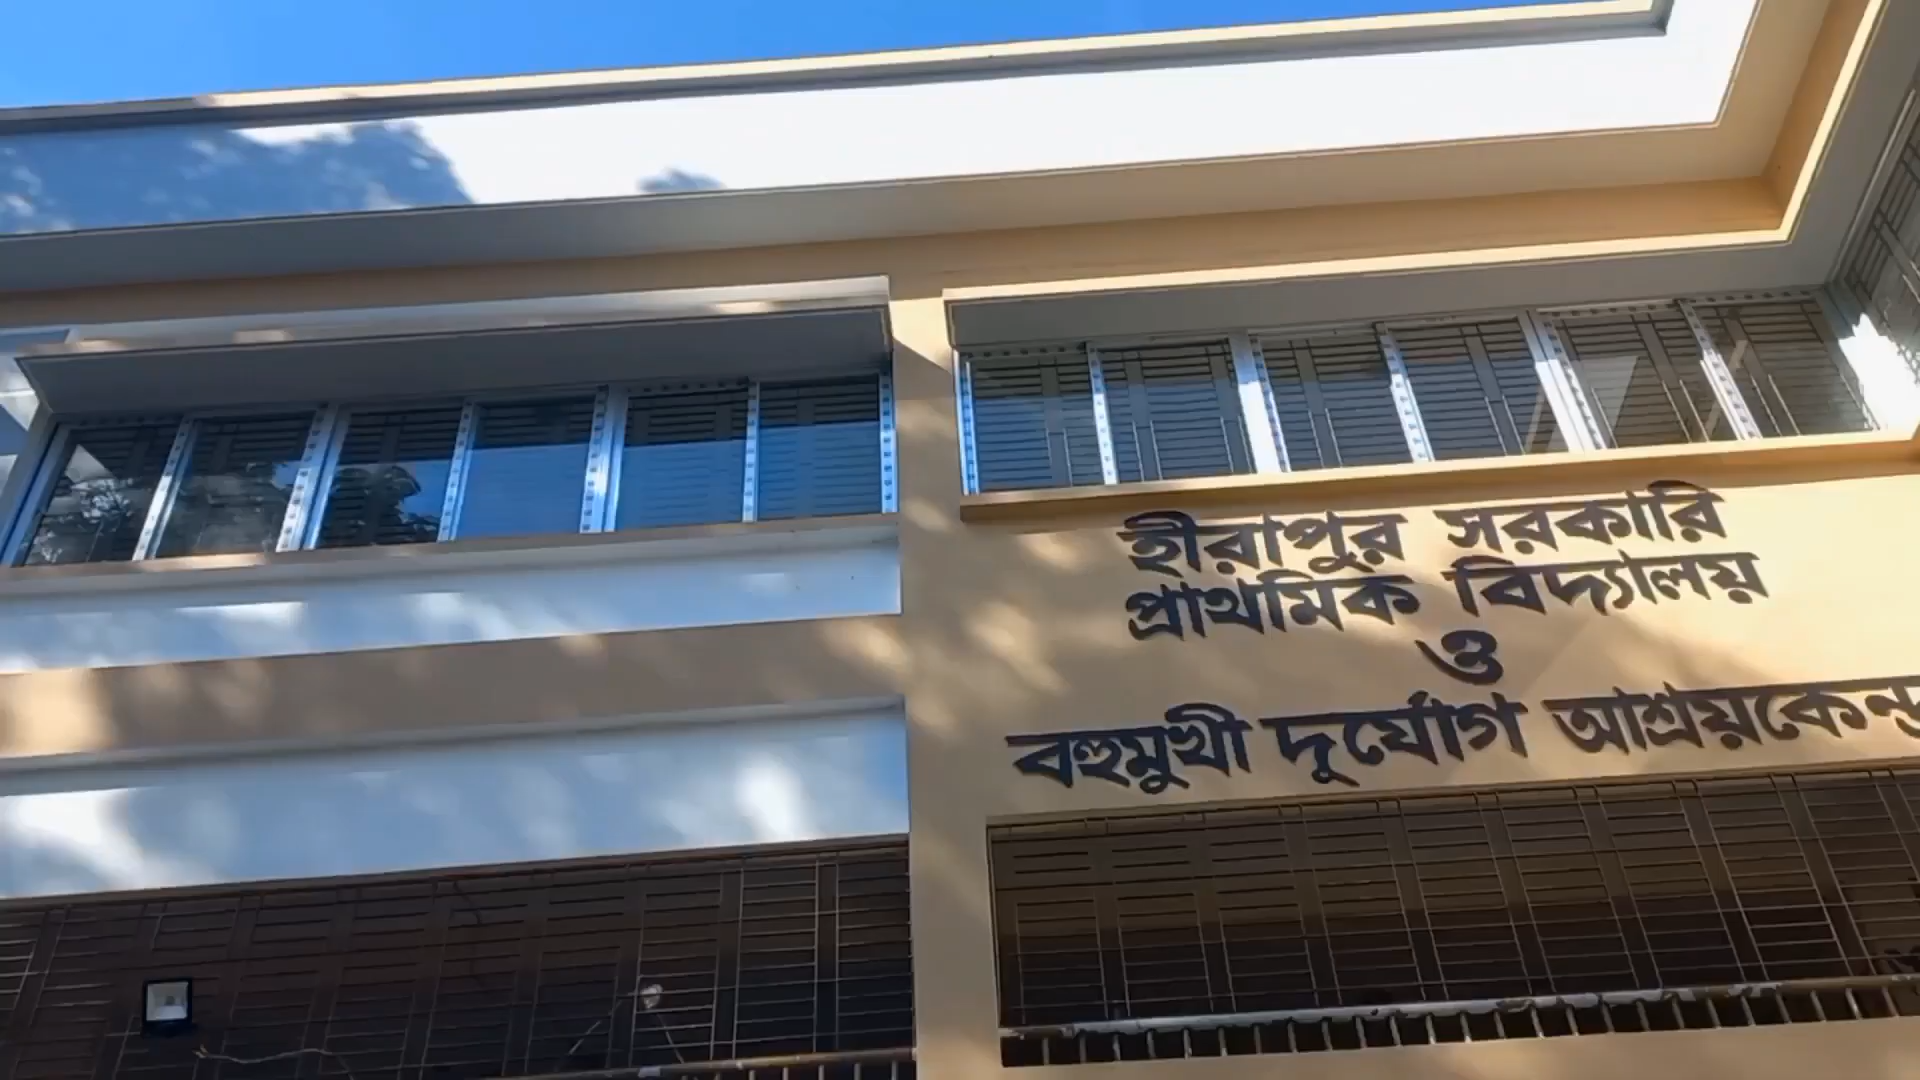 হীরাপুর সরকারি
প্রাথমিক বিদ্যালয়
ও
বহুমুখী দূর্যোগ আশ্রয়কেন্দ্র